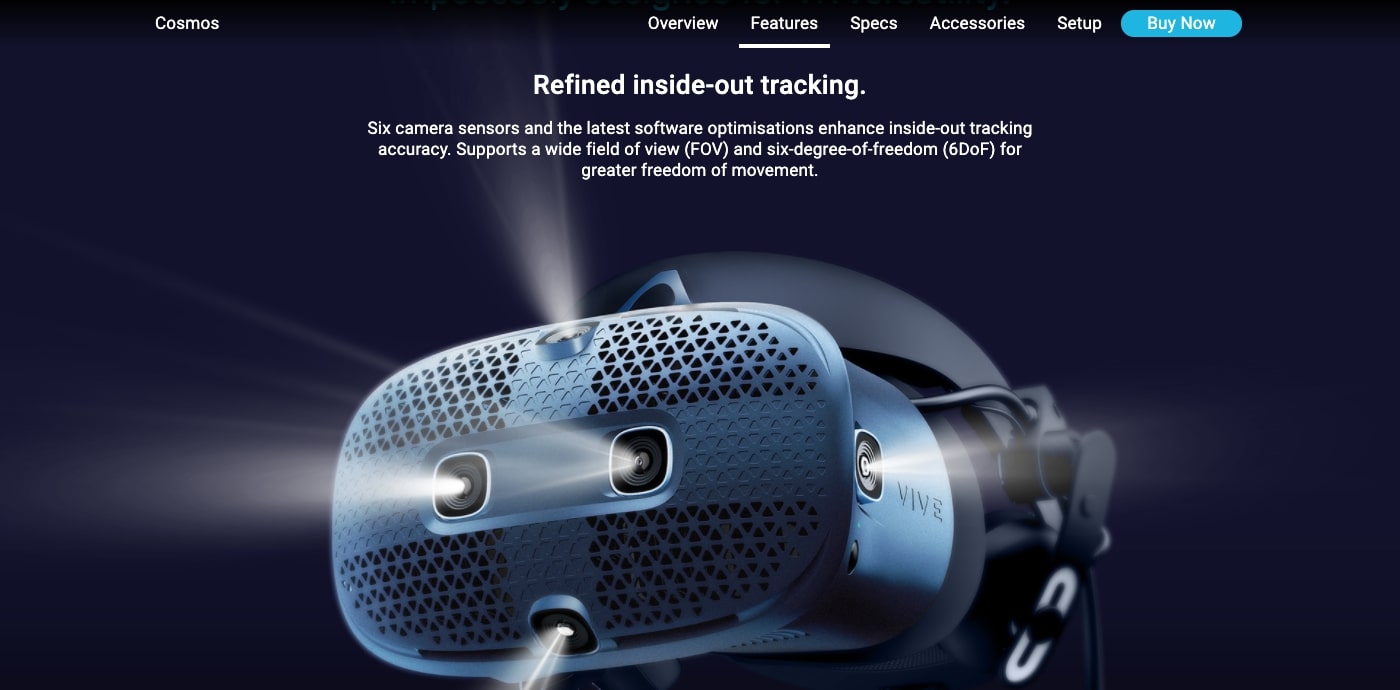 Cosmos
Overview
Features
Specs
Accessories
Setup
Buy Now
Refined inside-out tracking.
Six camera sensors and the latest software optimisations enhance inside-out tracking
accuracy. Supports a wide field of view (FOV) and six-degree-of-freedom (6DoF) for
greater freedom of movement.
VIVE